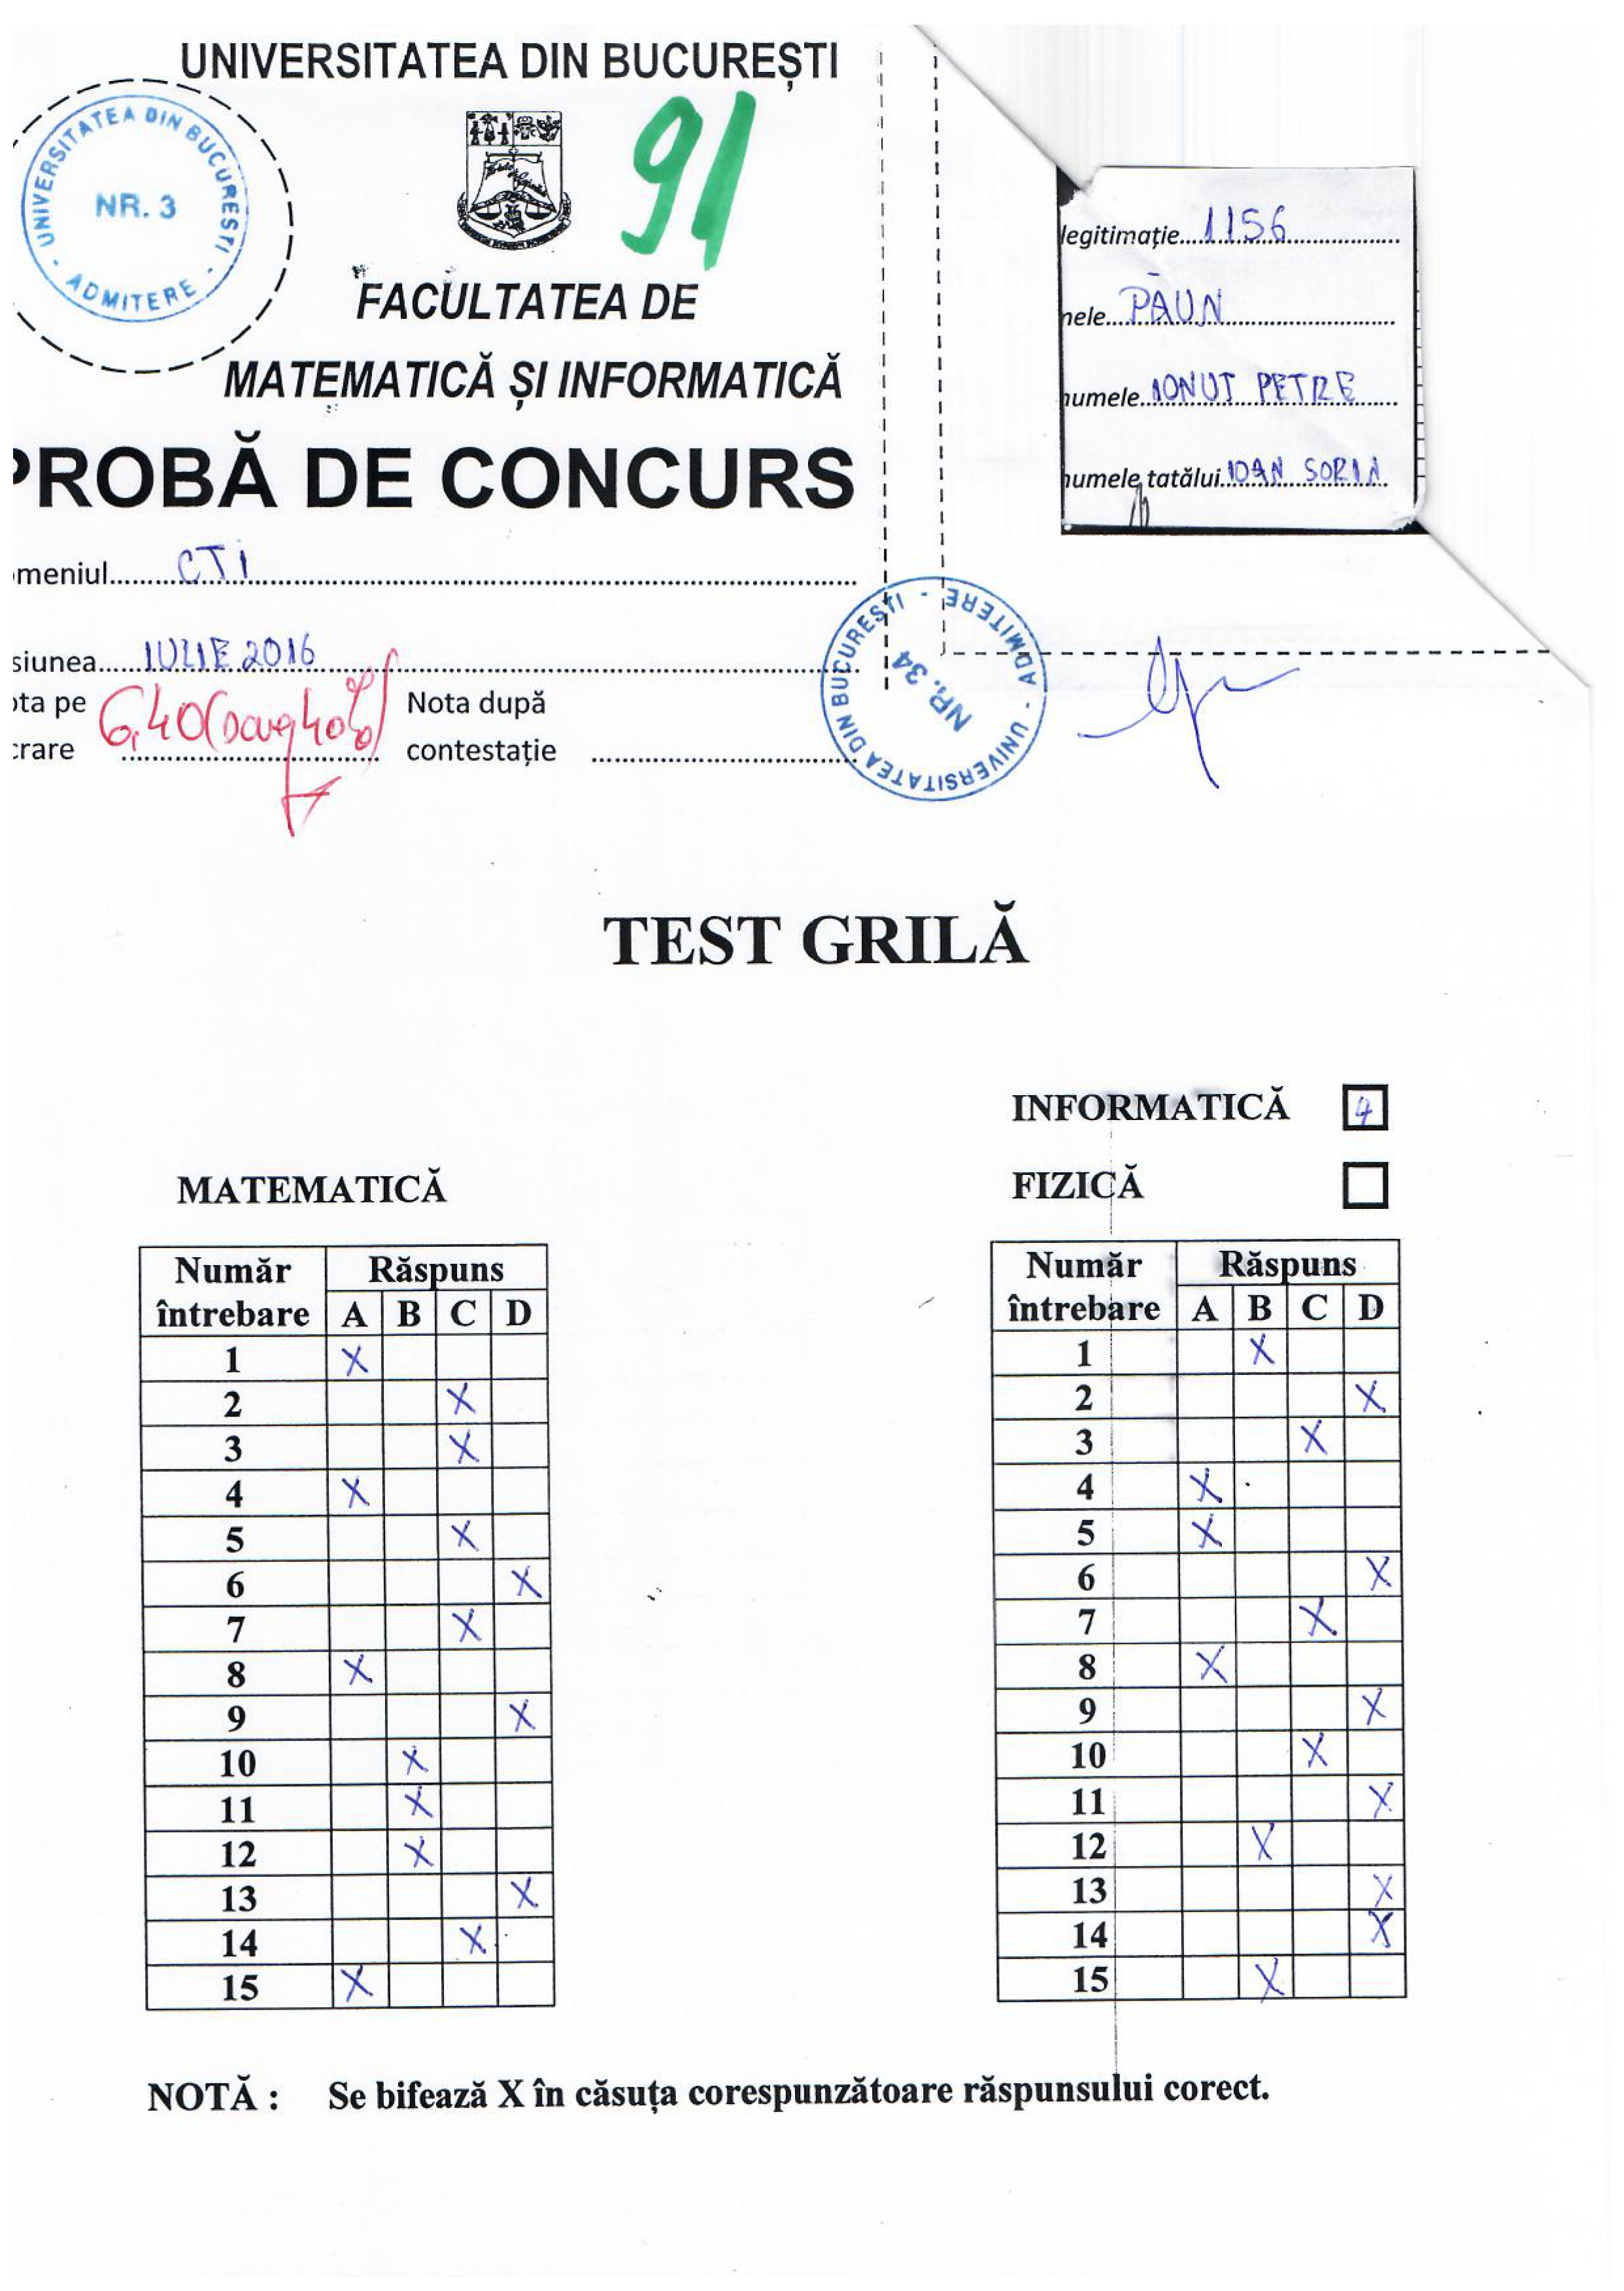 UNIVERSITATEA DIN BUCUREȘTI
UNIVERSITATEA DIN BUCUREȘTI - ADMITERE -
NR. 3
91
FACULTATEA DE
MATEMATICĂ ȘI INFORMATICĂ
PROBĂ DE CONCURS
legitimație 1156
nele PĂUN
numele IONUȚ PETRE
numele tatălui IOAN SORIN
meniul CTI
siunea IULIE 2016
ota pe
crare
6,40
Nota după
contestație
UNIVERSITATEA DIN BUCUREȘTI - ADMITERE -
NR. 34
TEST GRILĂ
INFORMATICĂ
FIZICĂ
MATEMATICĂ
Număr întrebare Răspuns
A B C D
1 X
2 X
3 X
4 X
5 X
6 X
7 X
8 X
9 X
10 X
11 X
12 X
13 X
14 X
15 X
Număr întrebare Răspuns
A B C D
1 X
2 X
3 X
4 X
5 X
6 X
7 X
8 X
9 X
10 X
11 X
12 X
13 X
14 X
15 X
NOTĂ : Se bifează X în căsuța corespunzătoare răspunsului corect.